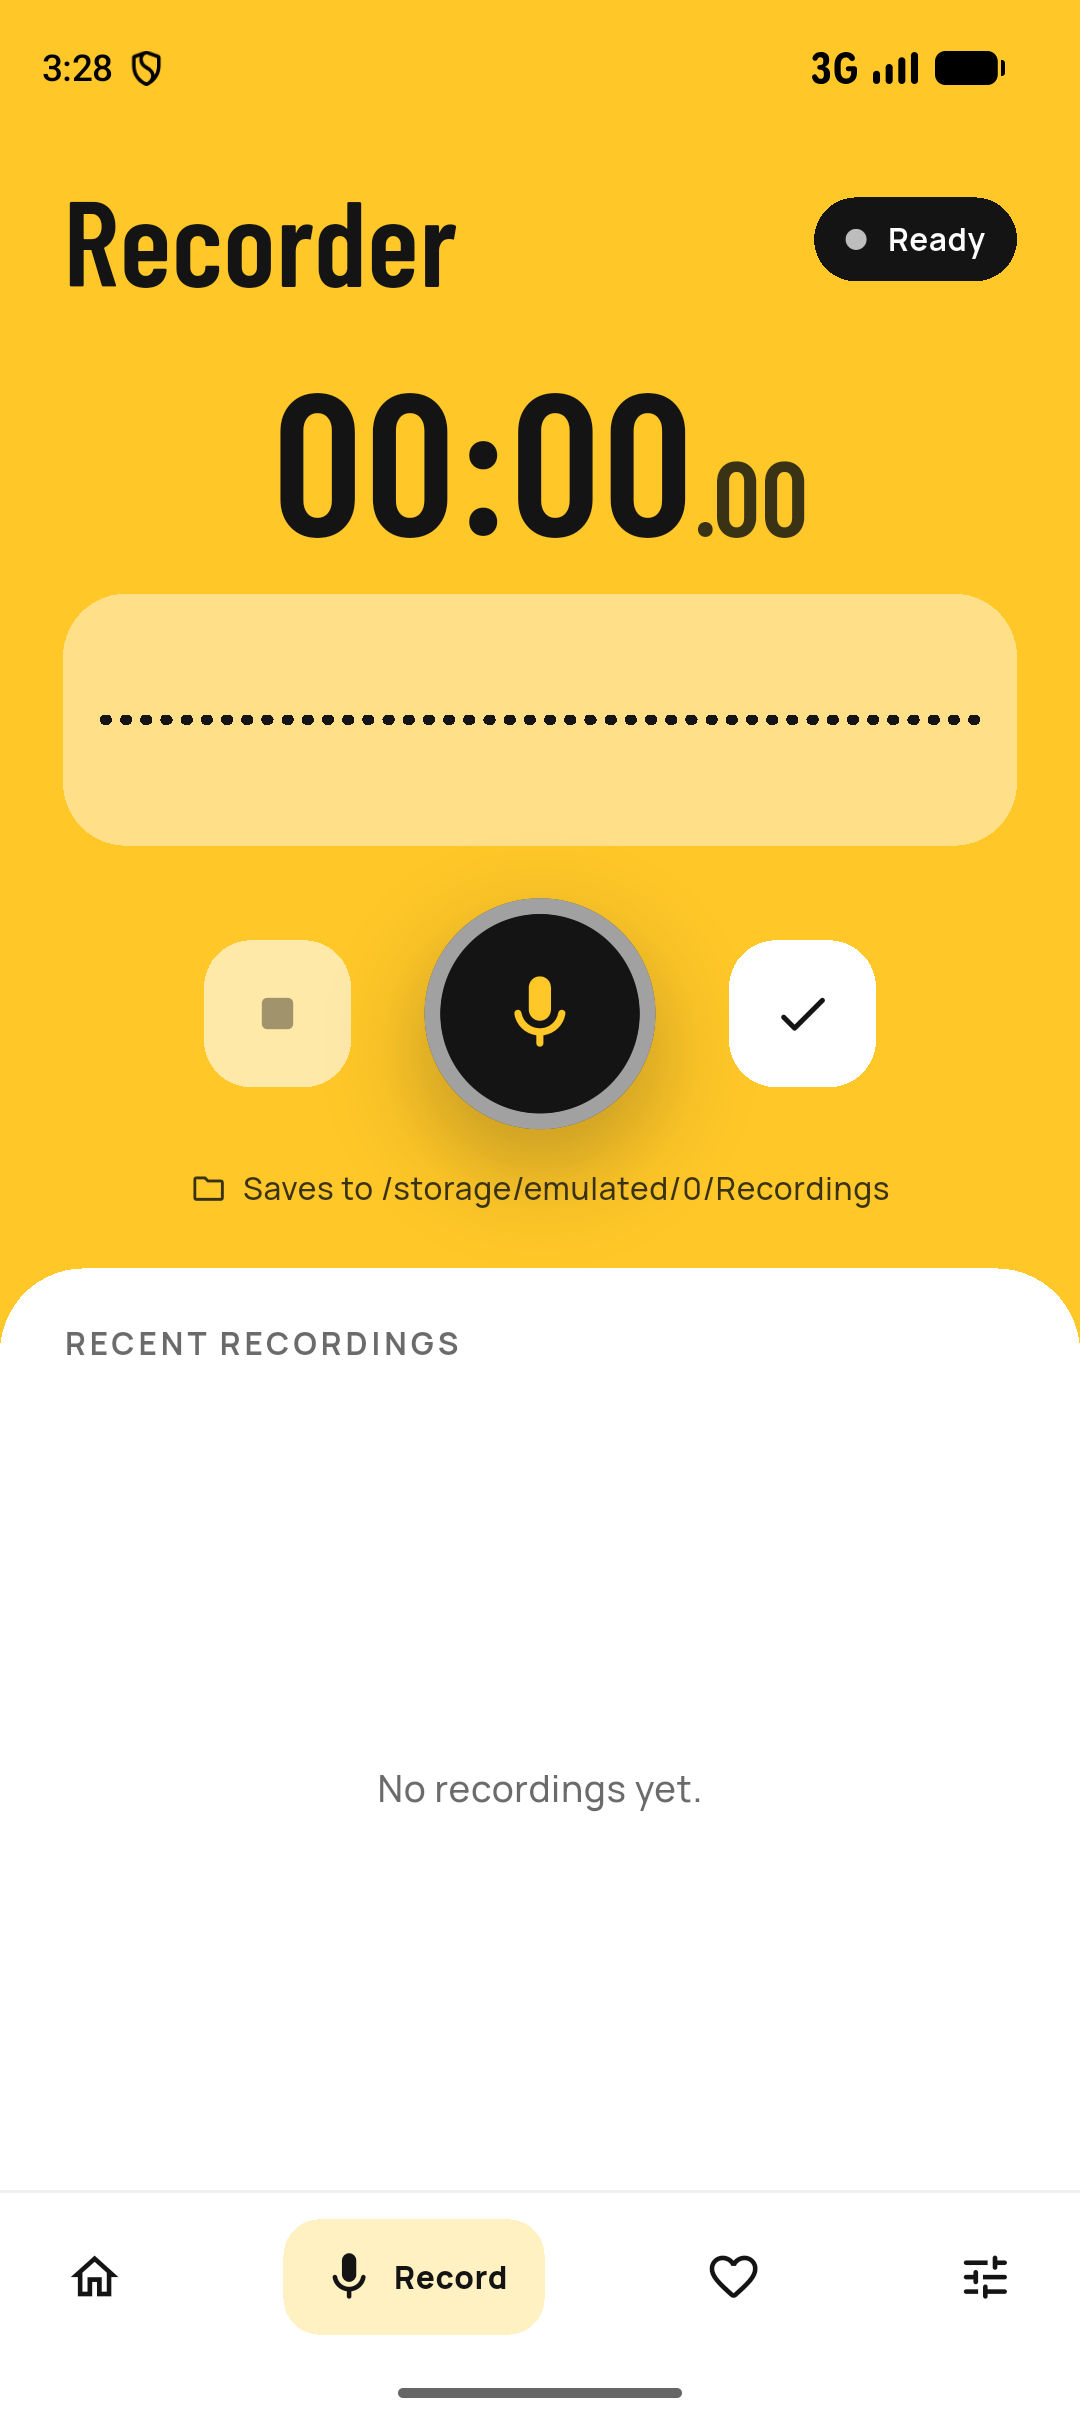 3:28
3G
Recorder
Ready
00:00.00
Saves to /storage/emulated/0/Recordings
RECENT RECORDINGS
No recordings yet.
Record